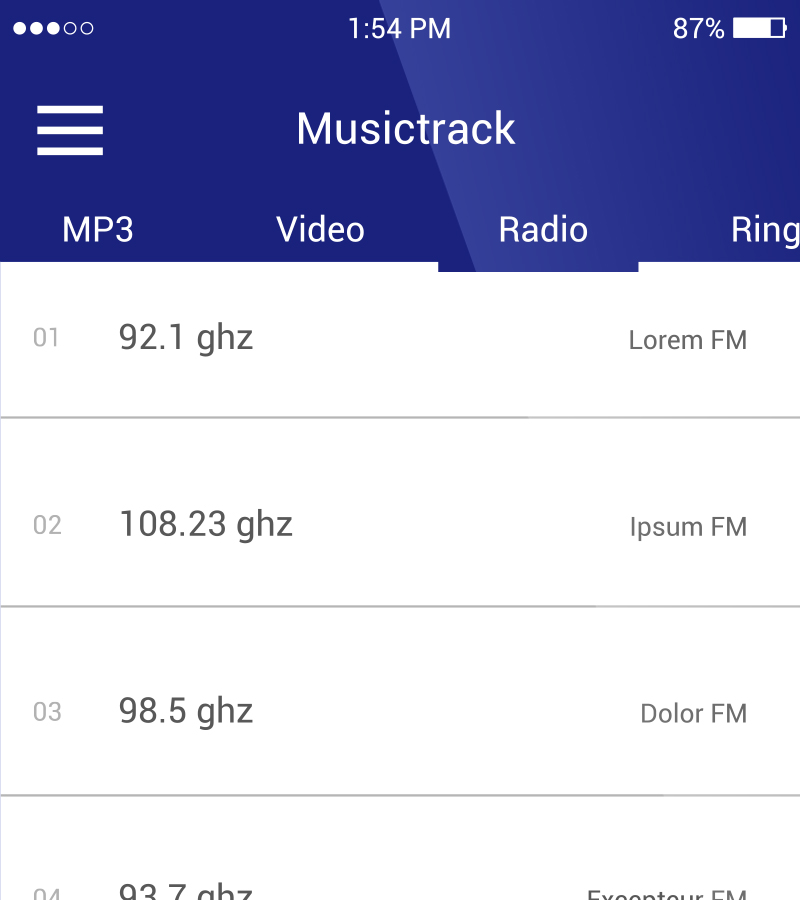 1:54 PM 87%
Musictrack
MP3 Video Radio Ring
01 92.1 ghz Lorem FM
02 108.23 ghz Ipsum FM
03 98.5 ghz Dolor FM
04 93.7 ghz Excepteur FM